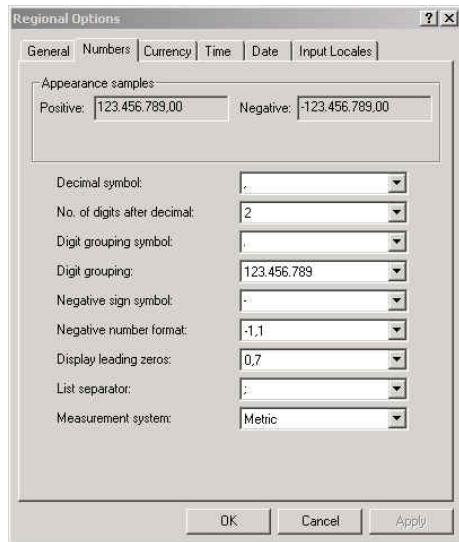 Regional Options ? ×
General Numbers Currency Time Date Input Locales
Appearance samples
Positive: 123.456.789,00 Negative: -123.456.789,00
Decimal symbol: ,
No. of digits after decimal: 2
Digit grouping symbol: .
Digit grouping: 123.456.789
Negative sign symbol: -
Negative number format: -1,1
Display leading zeros: 0,7
List separator: ;
Measurement system: Metric
OK Cancel Apply